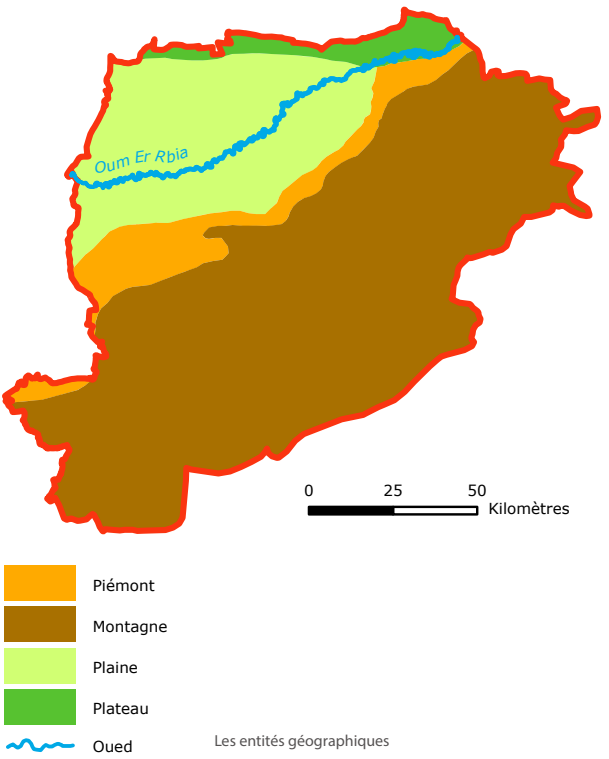 Oum Er Rbia
0 25 50
Kilomètres
Piémont
Montagne
Plaine
Plateau
Oued
Les entités géographiques